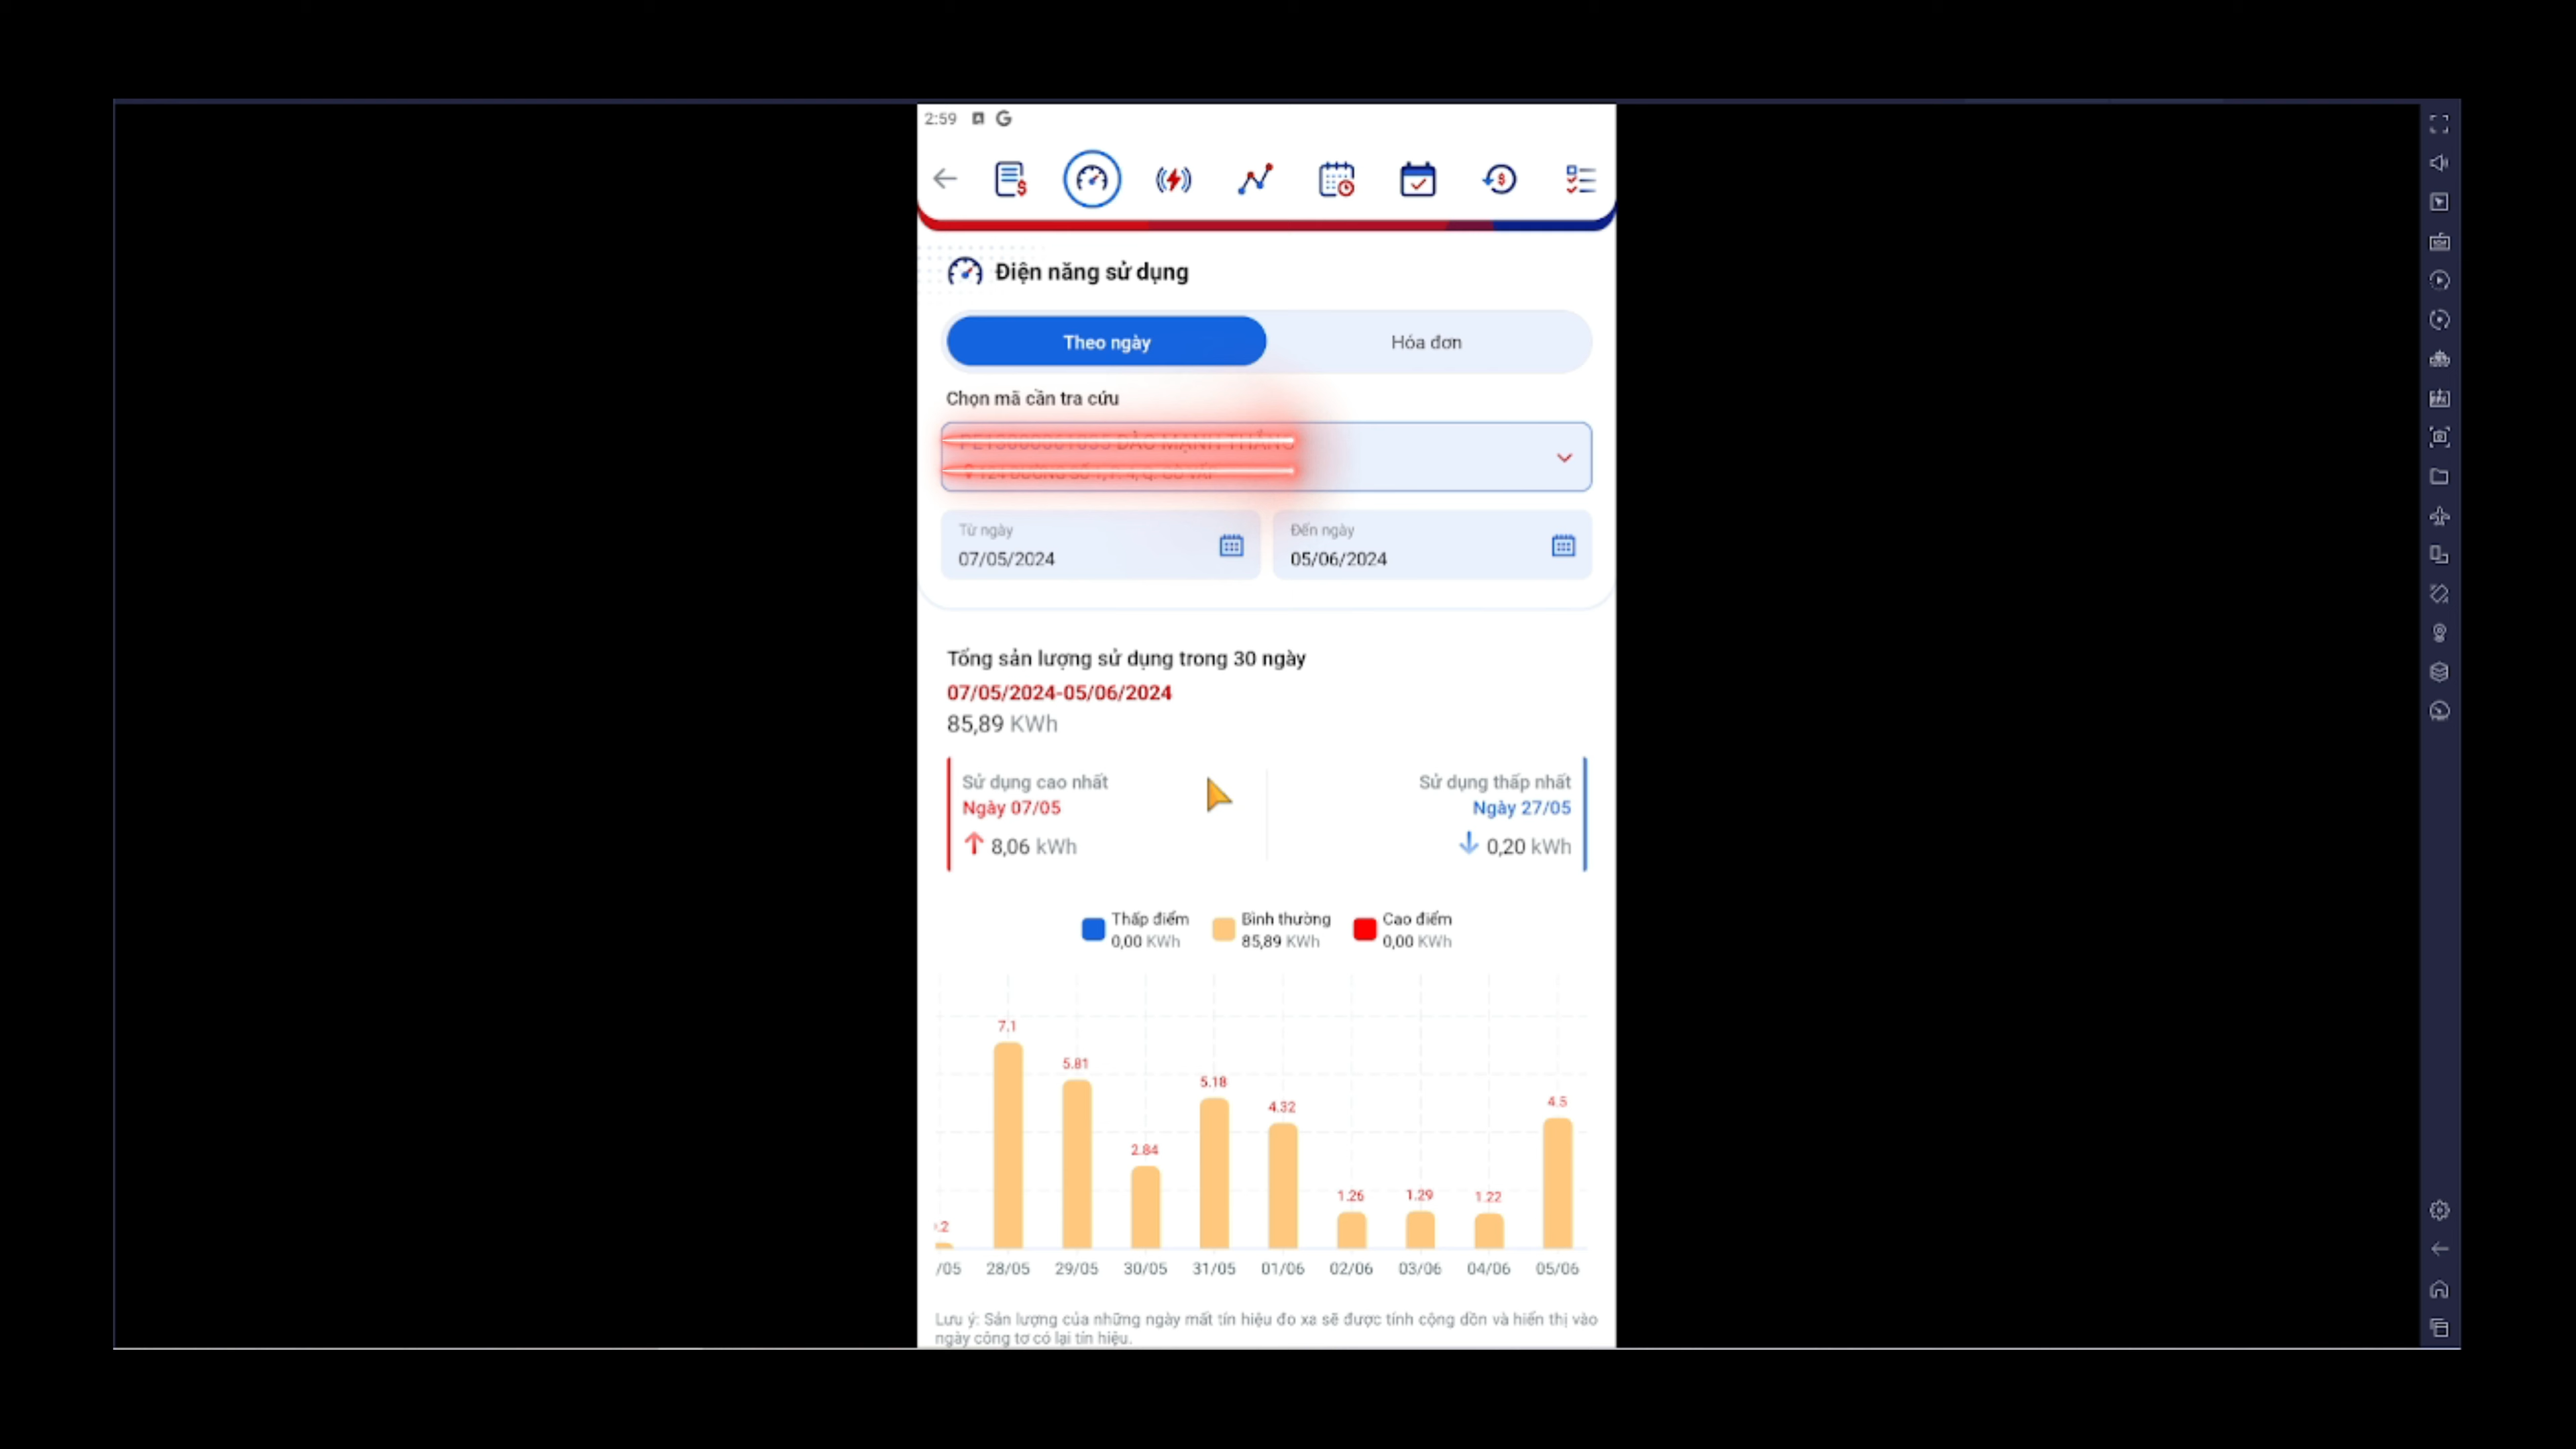 2:59
Điện năng sử dụng
Theo ngày
Hóa đơn
Chọn mã cần tra cứu
Từ ngày
07/05/2024
Đến ngày
05/06/2024
Tổng sản lượng sử dụng trong 30 ngày
07/05/2024-05/06/2024
85,89 KWh
Sử dụng cao nhất
Ngày 07/05
8,06 kWh
Sử dụng thấp nhất
Ngày 27/05
0,20 kWh
Thấp điểm
0,00 KWh
Bình thường
85,89 KWh
Cao điểm
0,00 KWh
7.1
5.81
2.84
5.18
4.32
1.26
1.29
1.22
4.5
.2
/05 28/05 29/05 30/05 31/05 01/06 02/06 03/06 04/06 05/06
Lưu ý: Sản lượng của những ngày mất tín hiệu đo xa sẽ được tính cộng dồn và hiển thị vào
ngày công tơ có lại tín hiệu.